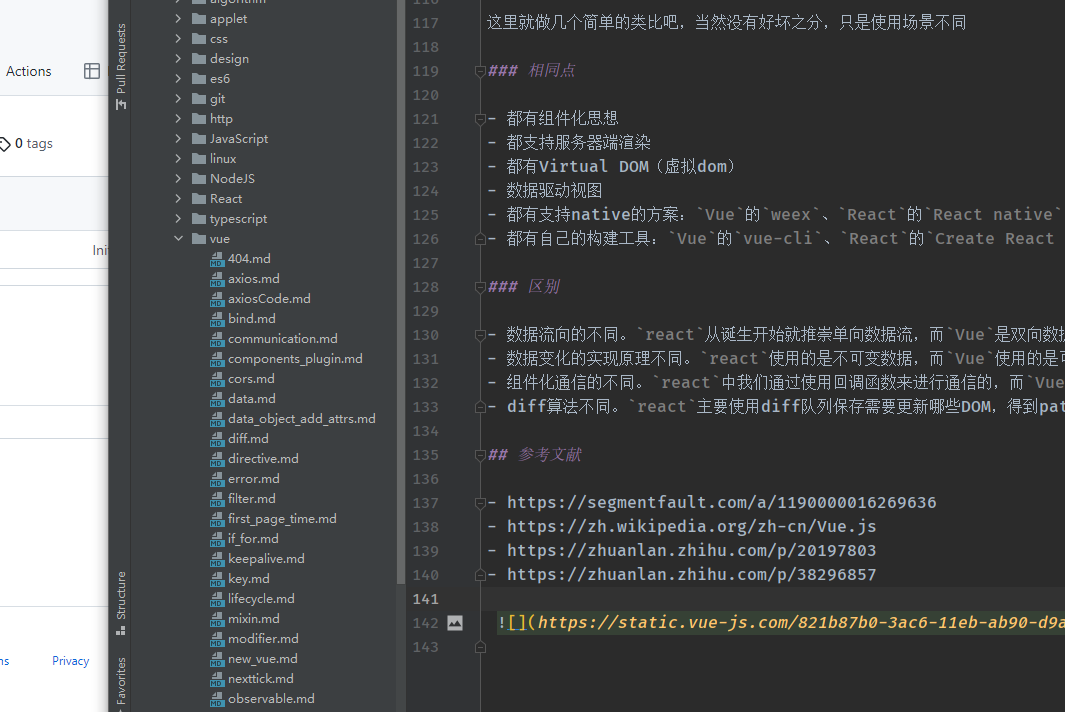 Actions
0 tags
Ini
Privacy
Pull Requests
Structure
Favorites
algorithm
applet
css
design
es6
git
http
JavaScript
linux
NodeJS
React
typescript
vue
404.md
axios.md
axiosCode.md
bind.md
communication.md
components_plugin.md
cors.md
data.md
data_object_add_attrs.md
diff.md
directive.md
error.md
filter.md
first_page_time.md
if_for.md
keepalive.md
key.md
lifecycle.md
mixin.md
modifier.md
new_vue.md
nexttick.md
observable.md
116
117 这里就做几个简单的类比吧，当然没有好坏之分，只是使用场景不同
118
119 ### 相同点
120
121 - 都有组件化思想
122 - 都支持服务器端渲染
123 - 都有Virtual DOM（虚拟dom）
124 - 数据驱动视图
125 - 都有支持native的方案：`Vue`的`weex`、`React`的`React native`
126 - 都有自己的构建工具：`Vue`的`vue-cli`、`React`的`Create React
127
128 ### 区别
129
130 - 数据流向的不同。`react`从诞生开始就推崇单向数据流，而`Vue`是双向数据
131 - 数据变化的实现原理不同。`react`使用的是不可变数据，而`Vue`使用的是可
132 - 组件化通信的不同。`react`中我们通过使用回调函数来进行通信的，而`Vue
133 - diff算法不同。`react`主要使用diff队列保存需要更新哪些DOM，得到pat
134
135 ## 参考文献
136
137 - https://segmentfault.com/a/1190000016269636
138 - https://zh.wikipedia.org/zh-cn/Vue.js
139 - https://zhuanlan.zhihu.com/p/20197803
140 - https://zhuanlan.zhihu.com/p/38296857
141
142 ![](https://static.vue-js.com/821b87b0-3ac6-11eb-ab90-d9a
143